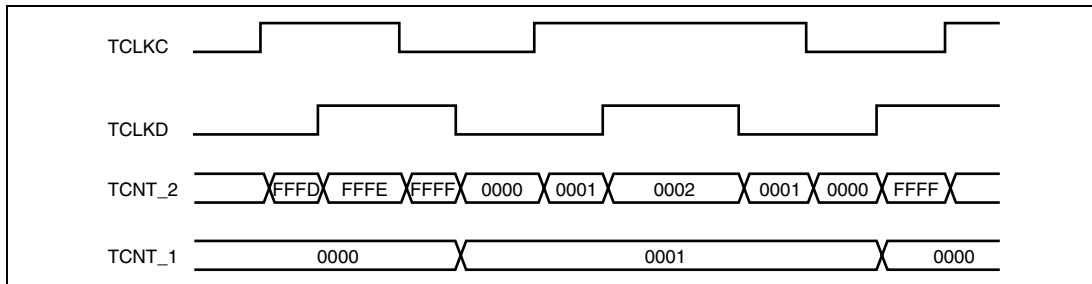 TCLKC
TCLKD
TCNT_2 FFFD FFFE FFFF 0000 0001 0002 0001 0000 FFFF
TCNT_1 0000 0001 0000